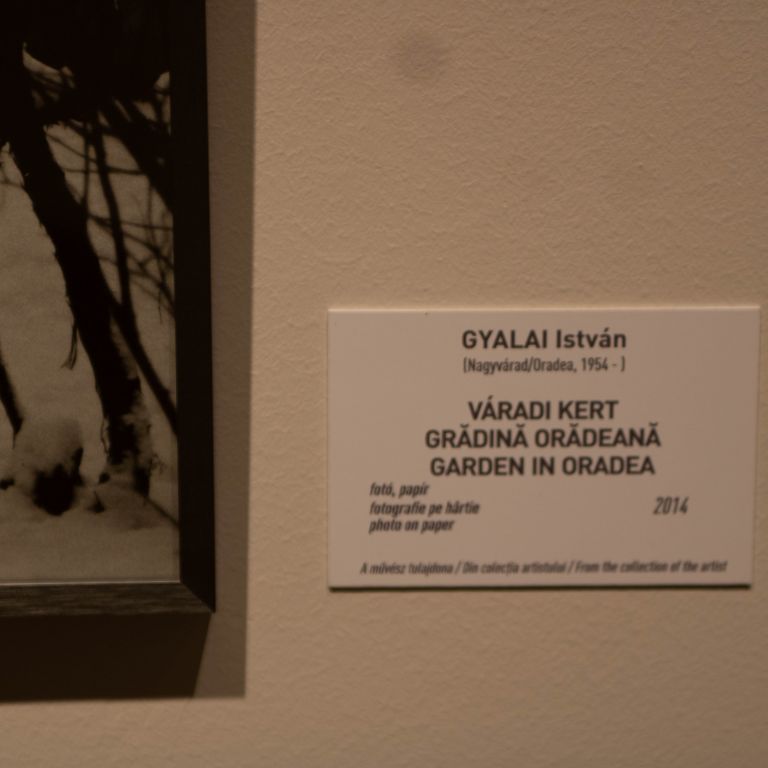 GYALAI István
(Nagyvárad/Oradea, 1954 - )
VÁRADI KERT
GRĂDINĂ ORĂDEANĂ
GARDEN IN ORADEA
fotó, papír
fotografie pe hârtie 2014
photo on paper
A művész tulajdona / Din colecția artistului / From the collection of the artist